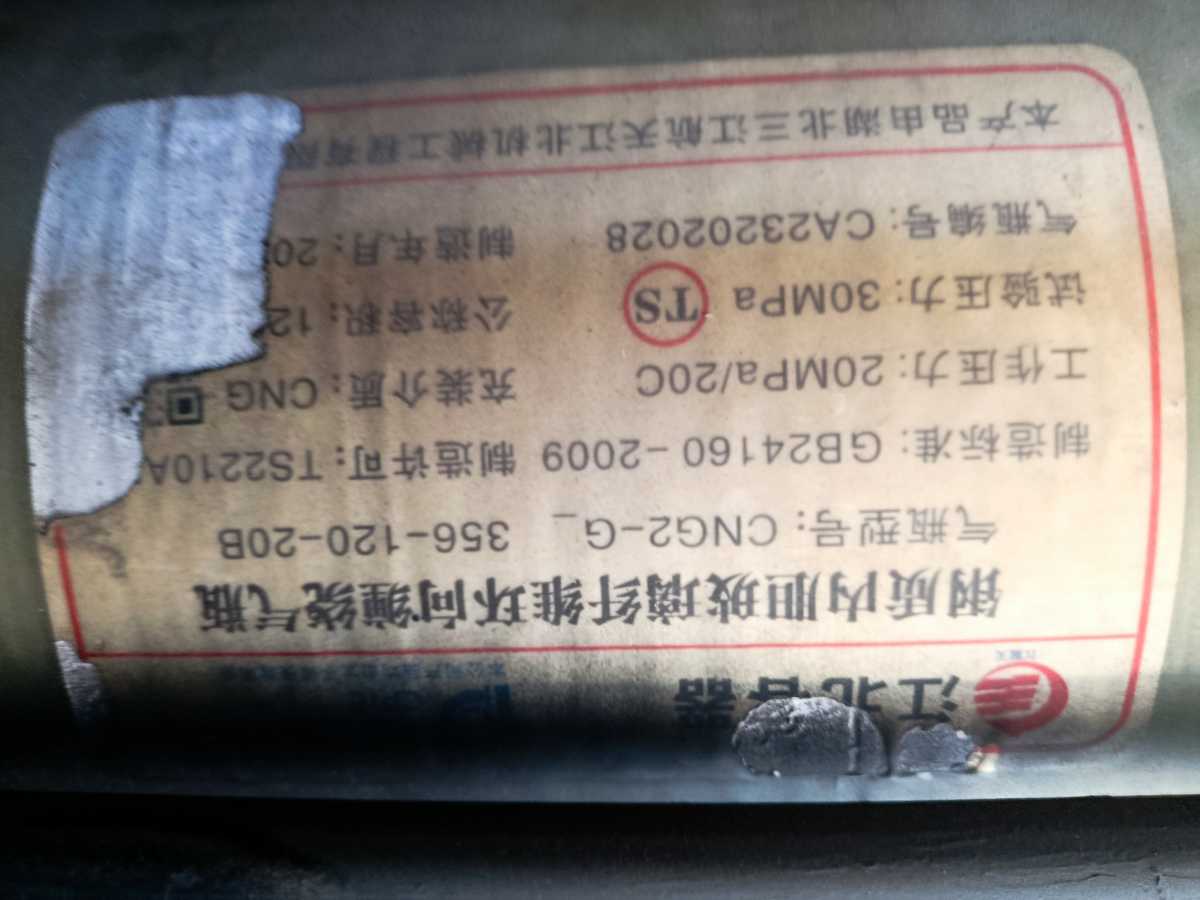 江北容器
钢质内胆玻璃纤维环向缠绕气瓶
气瓶型号: CNG2-G_ 356-120-20B
制造标准: GB24160-2009 制造许可: TS2210A
工作压力: 20MPa/20C 充装介质: CNG
试验压力: 30MPa TS 公称容积: 12
气瓶编号: CA23202028 制造年月: 20
本产品由湖北三江航天江北机械工程有限